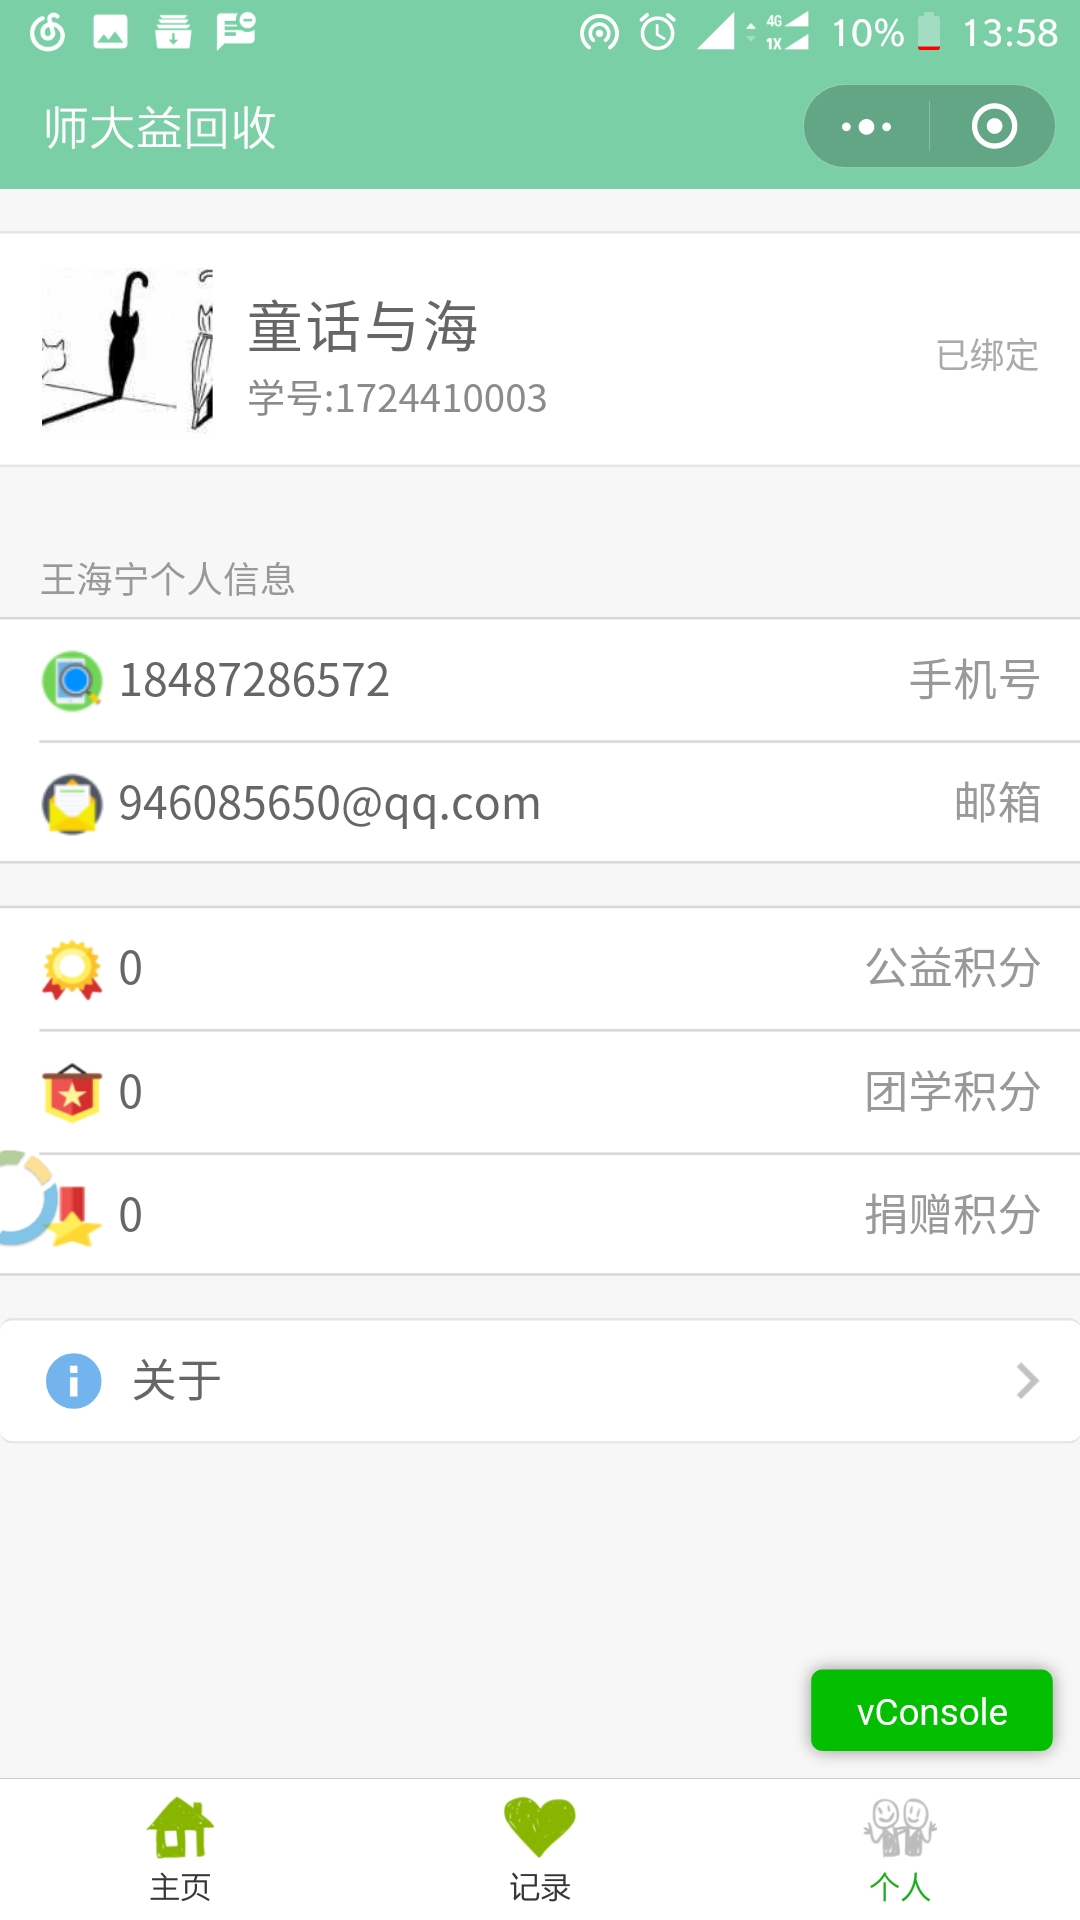 4G
1X
10%
13:58
师大益回收
童话与海
已绑定
学号:1724410003
王海宁个人信息
18487286572
手机号
946085650@qq.com
邮箱
0
公益积分
0
团学积分
0
捐赠积分
关于
vConsole
主页
记录
个人